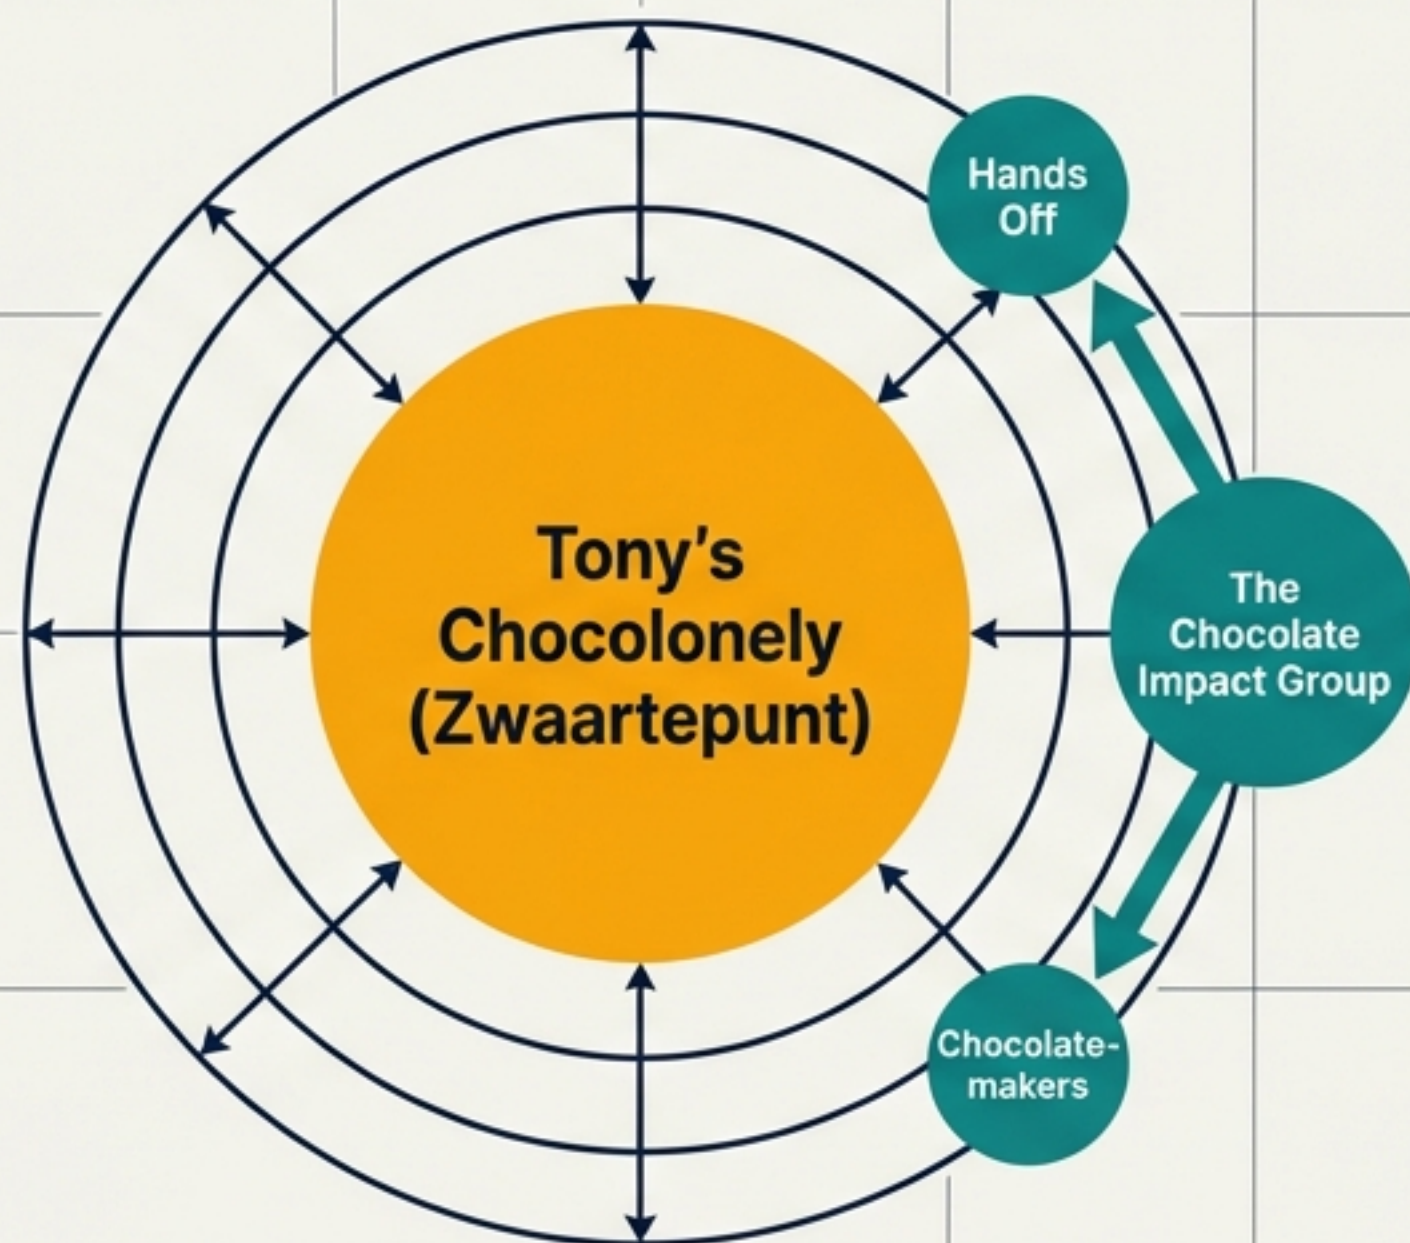 Hands
Off
Tony’s
Chocolonely
(Zwaartepunt)
The
Chocolate
Impact Group
Chocolate-
makers